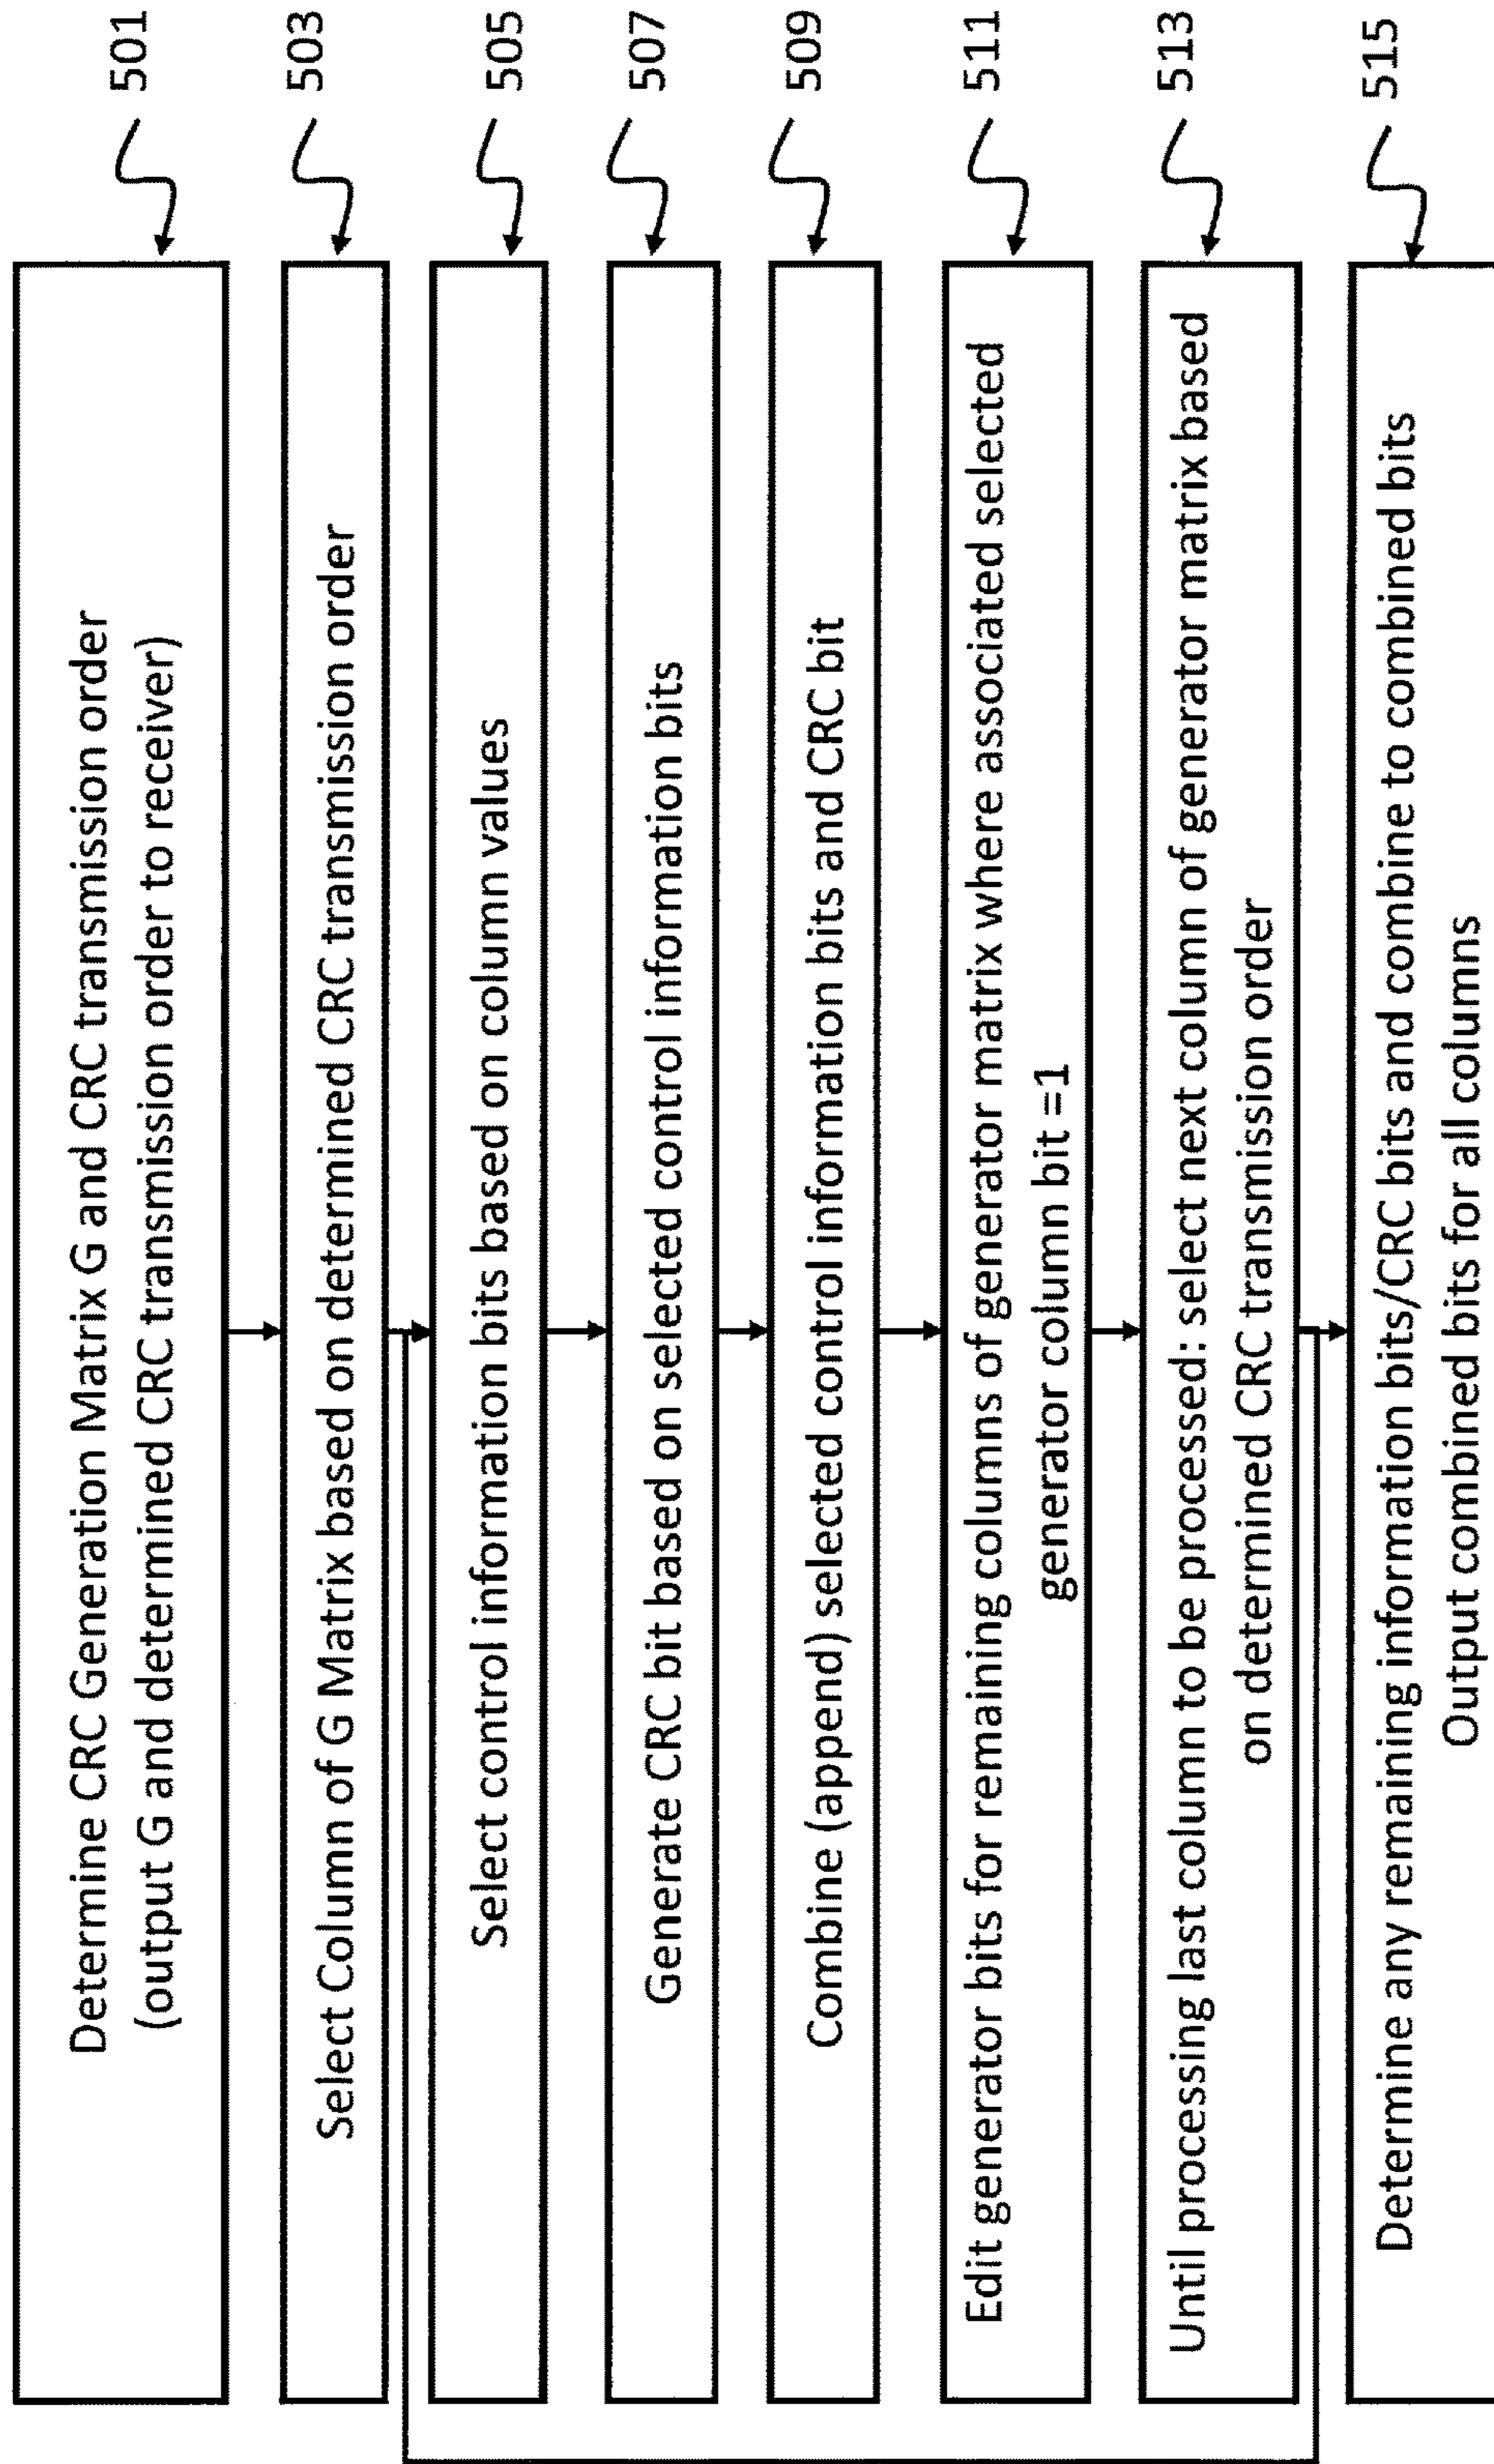 Determine CRC Generation Matrix G and CRC transmission order
(output G and determined CRC transmission order to receiver)
501
Select Column of G Matrix based on determined CRC transmission order
503
Select control information bits based on column values
505
Generate CRC bit based on selected control information bits
507
Combine (append) selected control information bits and CRC bit
509
Edit generator bits for remaining columns of generator matrix where associated selected
generator column bit =1
511
Until processing last column to be processed: select next column of generator matrix based
on determined CRC transmission order
513
Determine any remaining information bits/CRC bits and combine to combined bits
Output combined bits for all columns
515